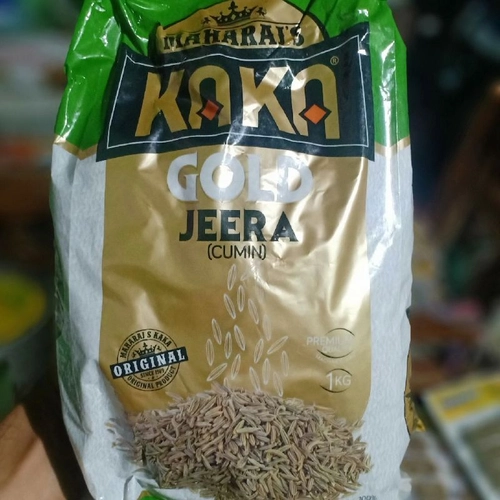 MAHARAJ'S
KAKA®
GOLD
JEERA
(CUMIN)
PREMIUM
1KG
MAHARAJ'S KAKA
ORIGINAL
ORIGINAL PRODUCT